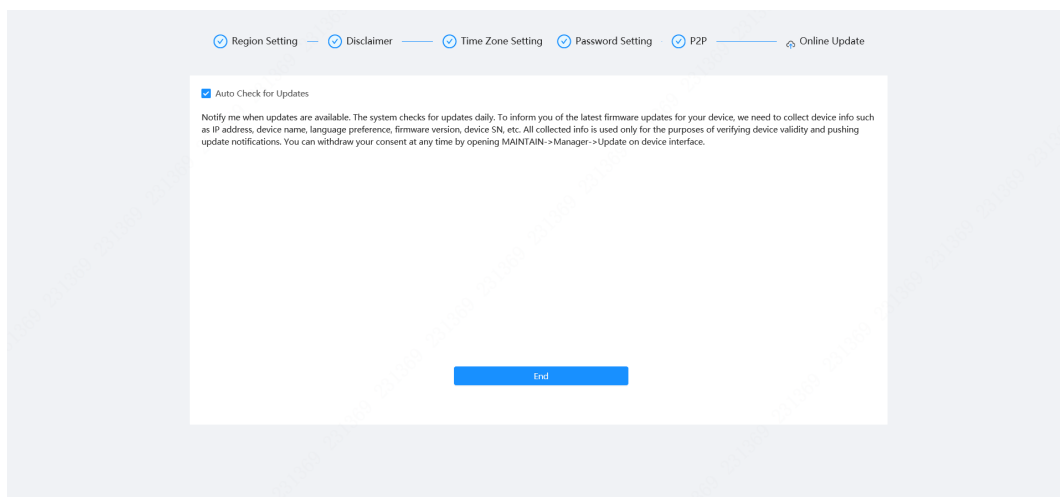 Region Setting
Disclaimer
Time Zone Setting
Password Setting
P2P
Online Update
Auto Check for Updates
Notify me when updates are available. The system checks for updates daily. To inform you of the latest firmware updates for your device, we need to collect device info such
as IP address, device name, language preference, firmware version, device SN, etc. All collected info is used only for the purposes of verifying device validity and pushing
update notifications. You can withdraw your consent at any time by opening MAINTAIN->Manager->Update on device interface.
End